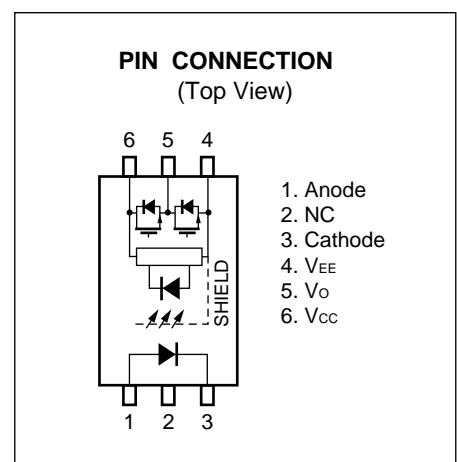 PIN CONNECTION
(Top View)
6 5 4
SHIELD
1 2 3
1. Anode
2. NC
3. Cathode
4. VEE
5. VO
6. VCC